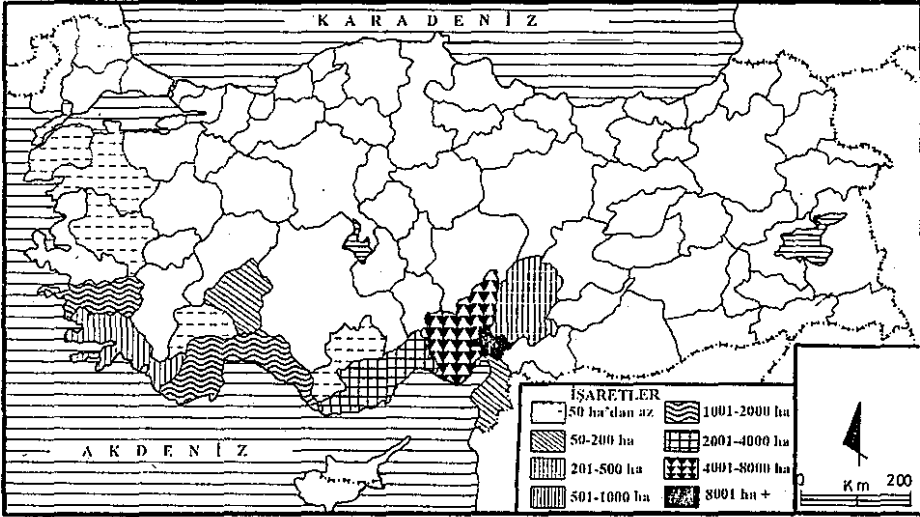 KARADENİZ
AKDENİZ
İŞARETLER
50 ha'dan az
50-200 ha
201-500 ha
501-1000 ha
1001-2000 ha
2001-4000 ha
4001-8000 ha
8001 ha +
0 Km 200